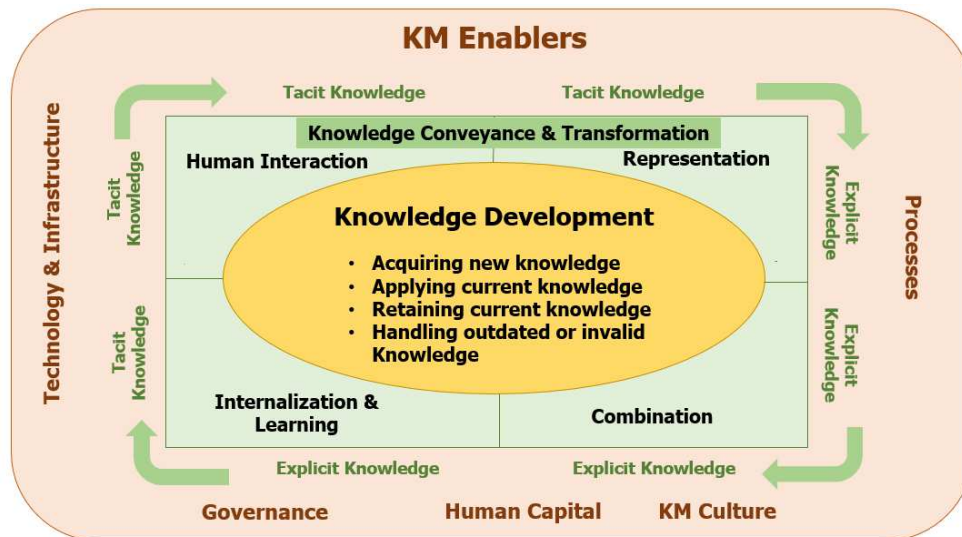 KM Enablers
Tacit Knowledge
Tacit Knowledge
Knowledge Conveyance & Transformation
Human Interaction
Representation
Technology & Infrastructure
Tacit
Knowledge
Explicit
Knowledge
Processes
Knowledge Development
• Acquiring new knowledge
• Applying current knowledge
• Retaining current knowledge
• Handling outdated or invalid
Knowledge
Tacit
Knowledge
Explicit
Knowledge
Internalization &
Learning
Combination
Explicit Knowledge
Explicit Knowledge
Governance
Human Capital
KM Culture